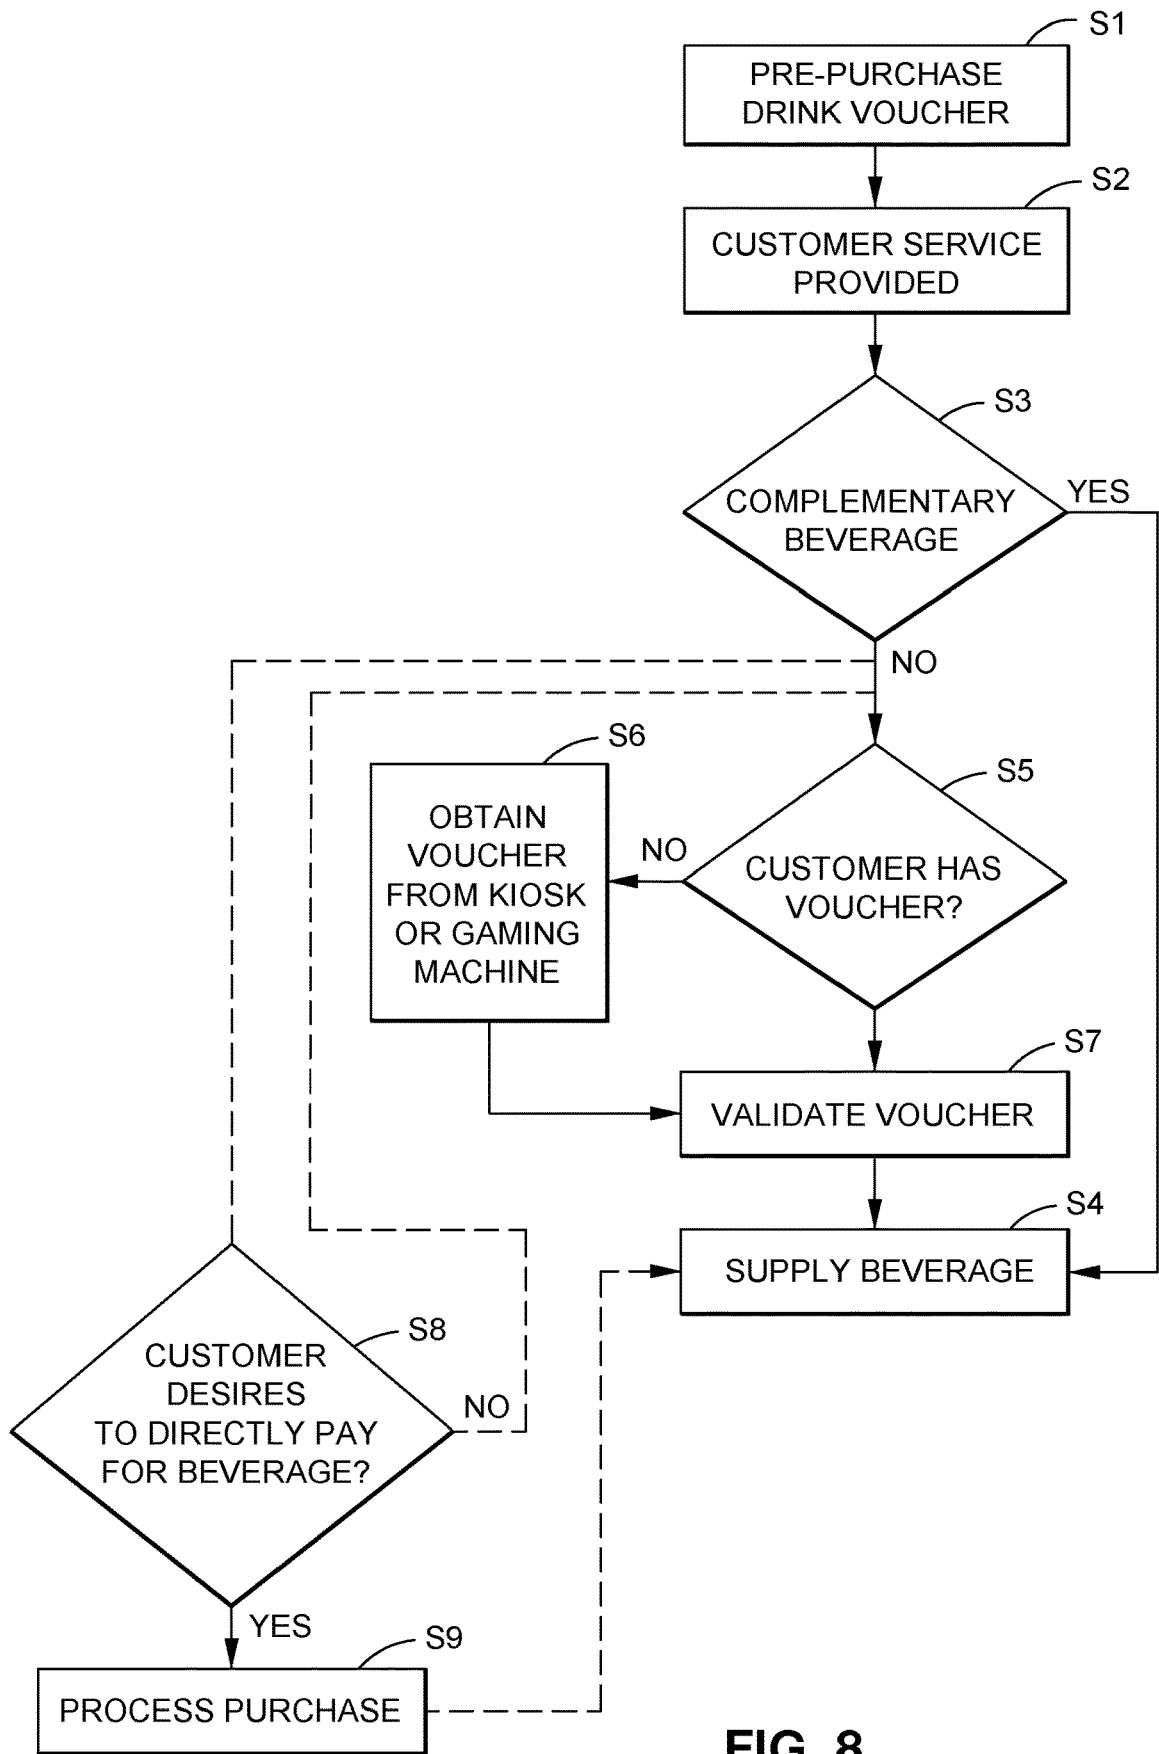 S1
PRE-PURCHASE
DRINK VOUCHER
S2
CUSTOMER SERVICE
PROVIDED
S3
COMPLEMENTARY
BEVERAGE
YES
NO
S5
CUSTOMER HAS
VOUCHER?
NO
S6
OBTAIN
VOUCHER
FROM KIOSK
OR GAMING
MACHINE
S7
VALIDATE VOUCHER
S4
SUPPLY BEVERAGE
S8
CUSTOMER
DESIRES
TO DIRECTLY PAY
FOR BEVERAGE?
NO
YES
S9
PROCESS PURCHASE
FIG. 8